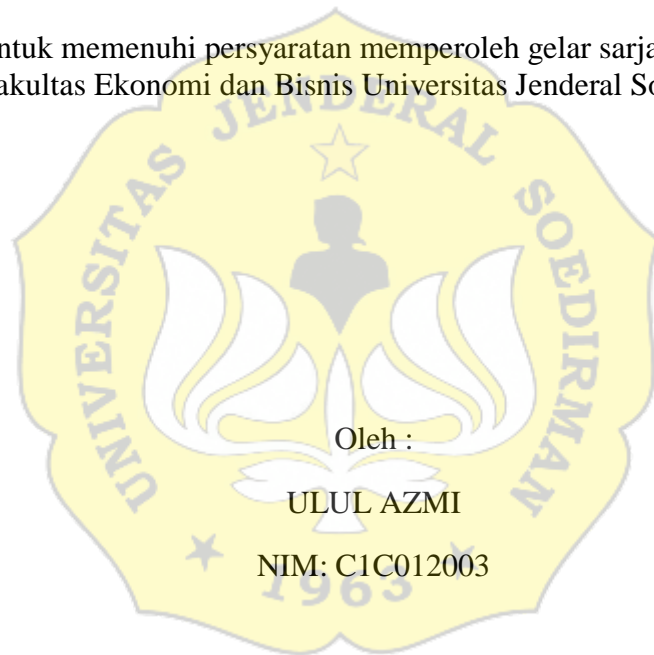 ntuk memenuhi persyaratan memperoleh gelar sarja
akultas Ekonomi dan Bisnis Universitas Jenderal So
UNIVERSITAS JENDERAL SOEDIRMAN
Oleh :
ULUL AZMI
NIM: C1C012003
1963